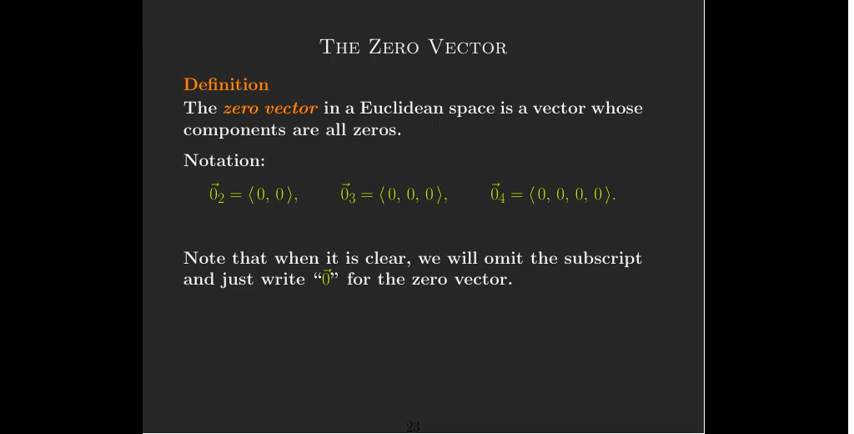 The Zero Vector
Definition
The zero vector in a Euclidean space is a vector whose
components are all zeros.
Notation:
0⃗₂ = ⟨0, 0⟩, 0⃗₃ = ⟨0, 0, 0⟩, 0⃗₄ = ⟨0, 0, 0, 0⟩.
Note that when it is clear, we will omit the subscript
and just write “0⃗” for the zero vector.
23